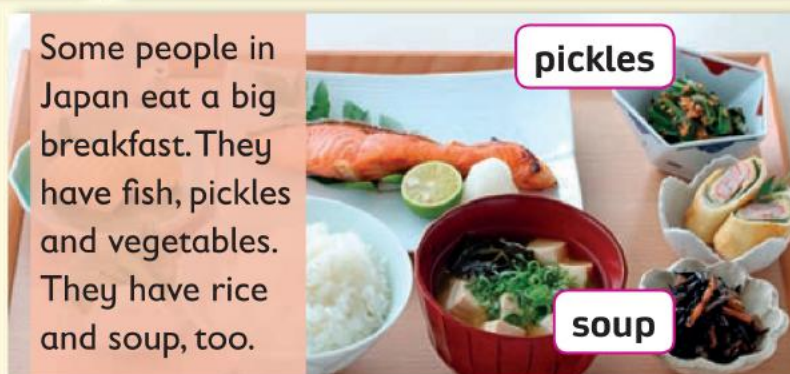 Some people in
Japan eat a big
breakfast. They
have fish, pickles
and vegetables.
They have rice
and soup, too.
pickles
soup